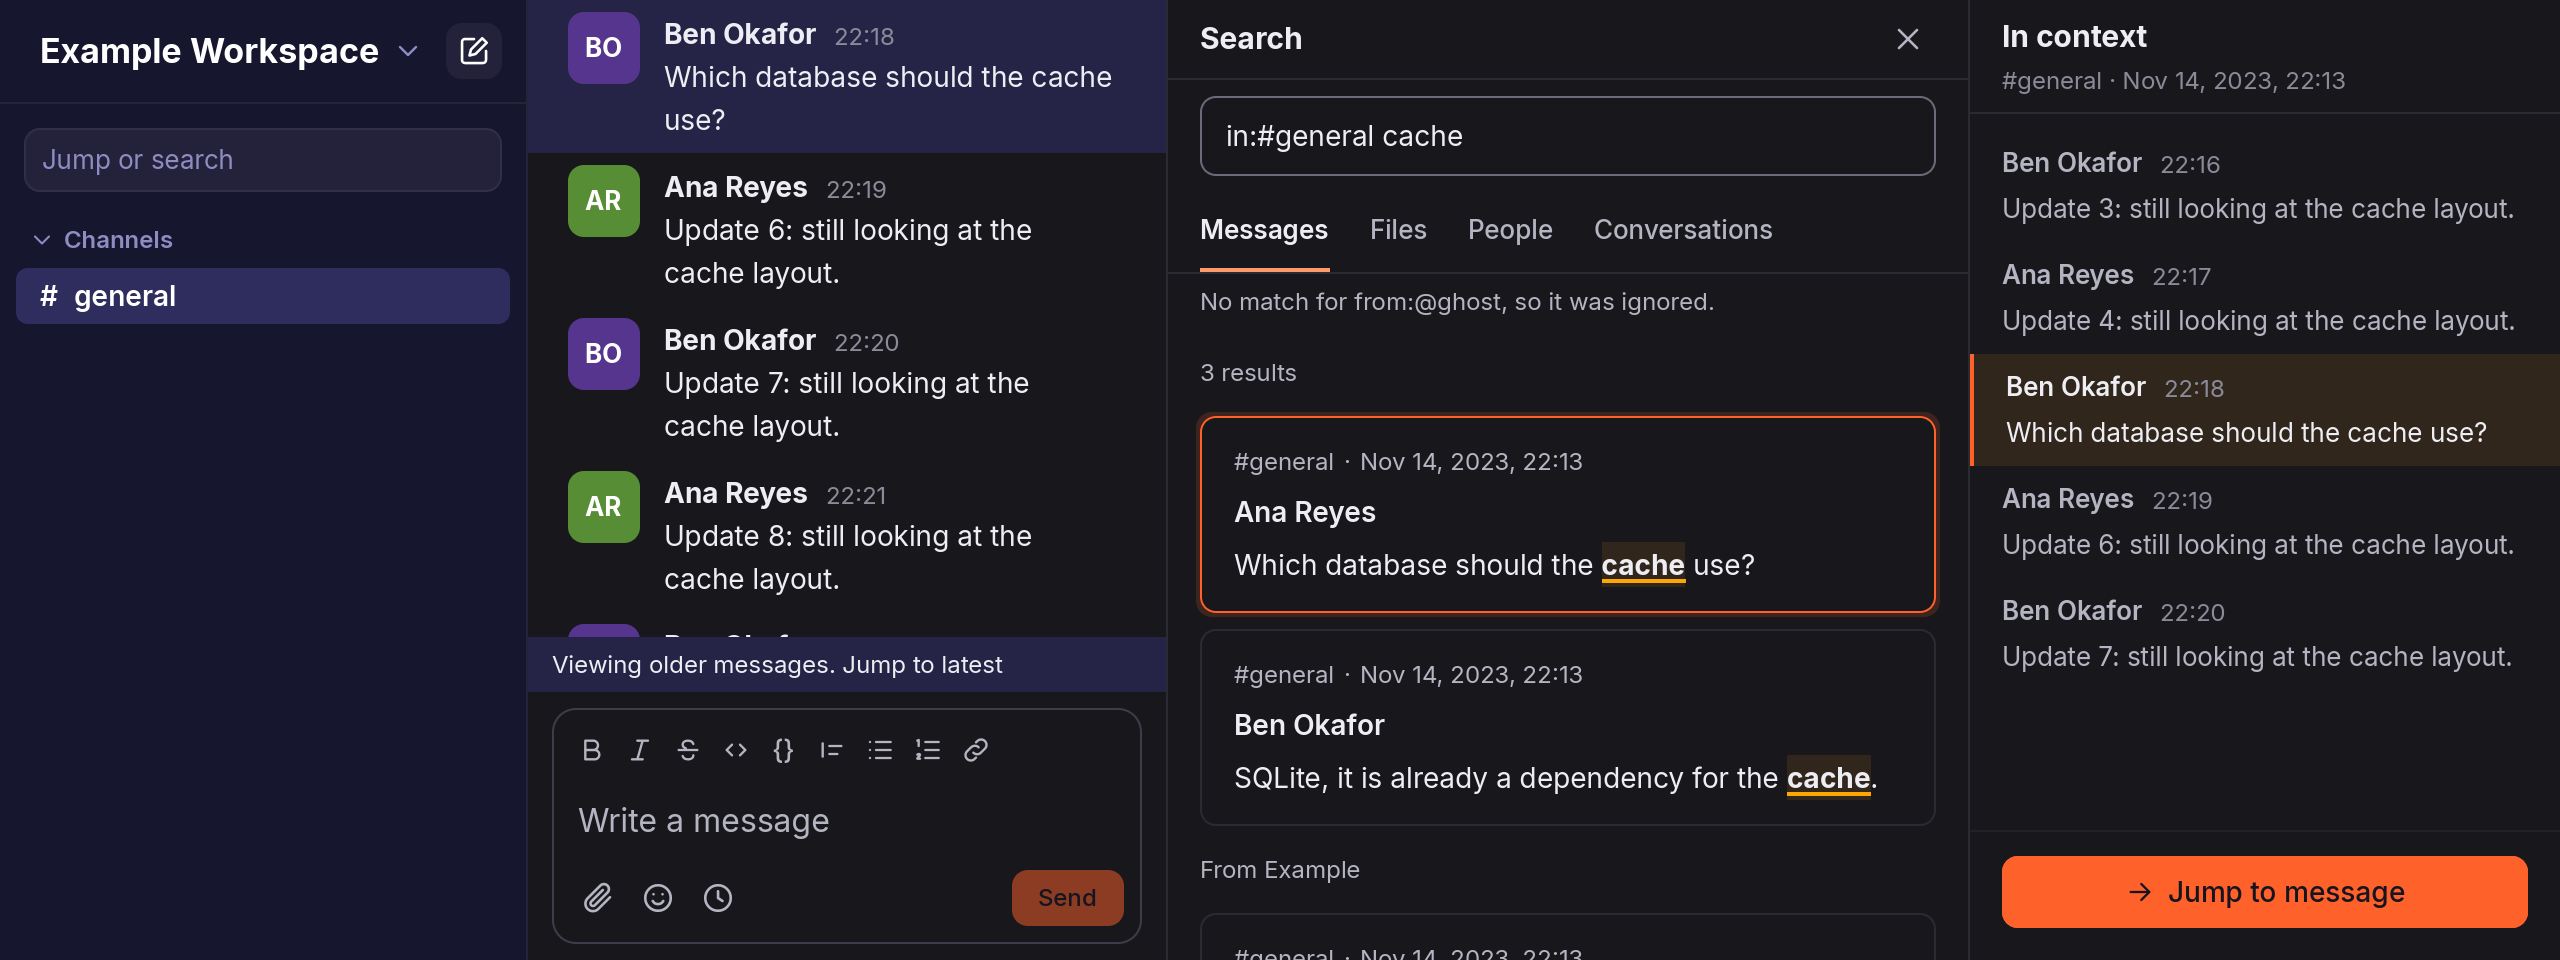 Example Workspace
Jump or search
Channels
# general
BO
Ben Okafor 22:18
Which database should the cache
use?
AR
Ana Reyes 22:19
Update 6: still looking at the
cache layout.
BO
Ben Okafor 22:20
Update 7: still looking at the
cache layout.
AR
Ana Reyes 22:21
Update 8: still looking at the
cache layout.
Viewing older messages. Jump to latest
Write a message
Send
Search
in:#general cache
Messages Files People Conversations
No match for from:@ghost, so it was ignored.
3 results
#general · Nov 14, 2023, 22:13
Ana Reyes
Which database should the cache use?
#general · Nov 14, 2023, 22:13
Ben Okafor
SQLite, it is already a dependency for the cache.
From Example
#general · Nov 14, 2023, 22:13
In context
#general · Nov 14, 2023, 22:13
Ben Okafor 22:16
Update 3: still looking at the cache layout.
Ana Reyes 22:17
Update 4: still looking at the cache layout.
Ben Okafor 22:18
Which database should the cache use?
Ana Reyes 22:19
Update 6: still looking at the cache layout.
Ben Okafor 22:20
Update 7: still looking at the cache layout.
Jump to message